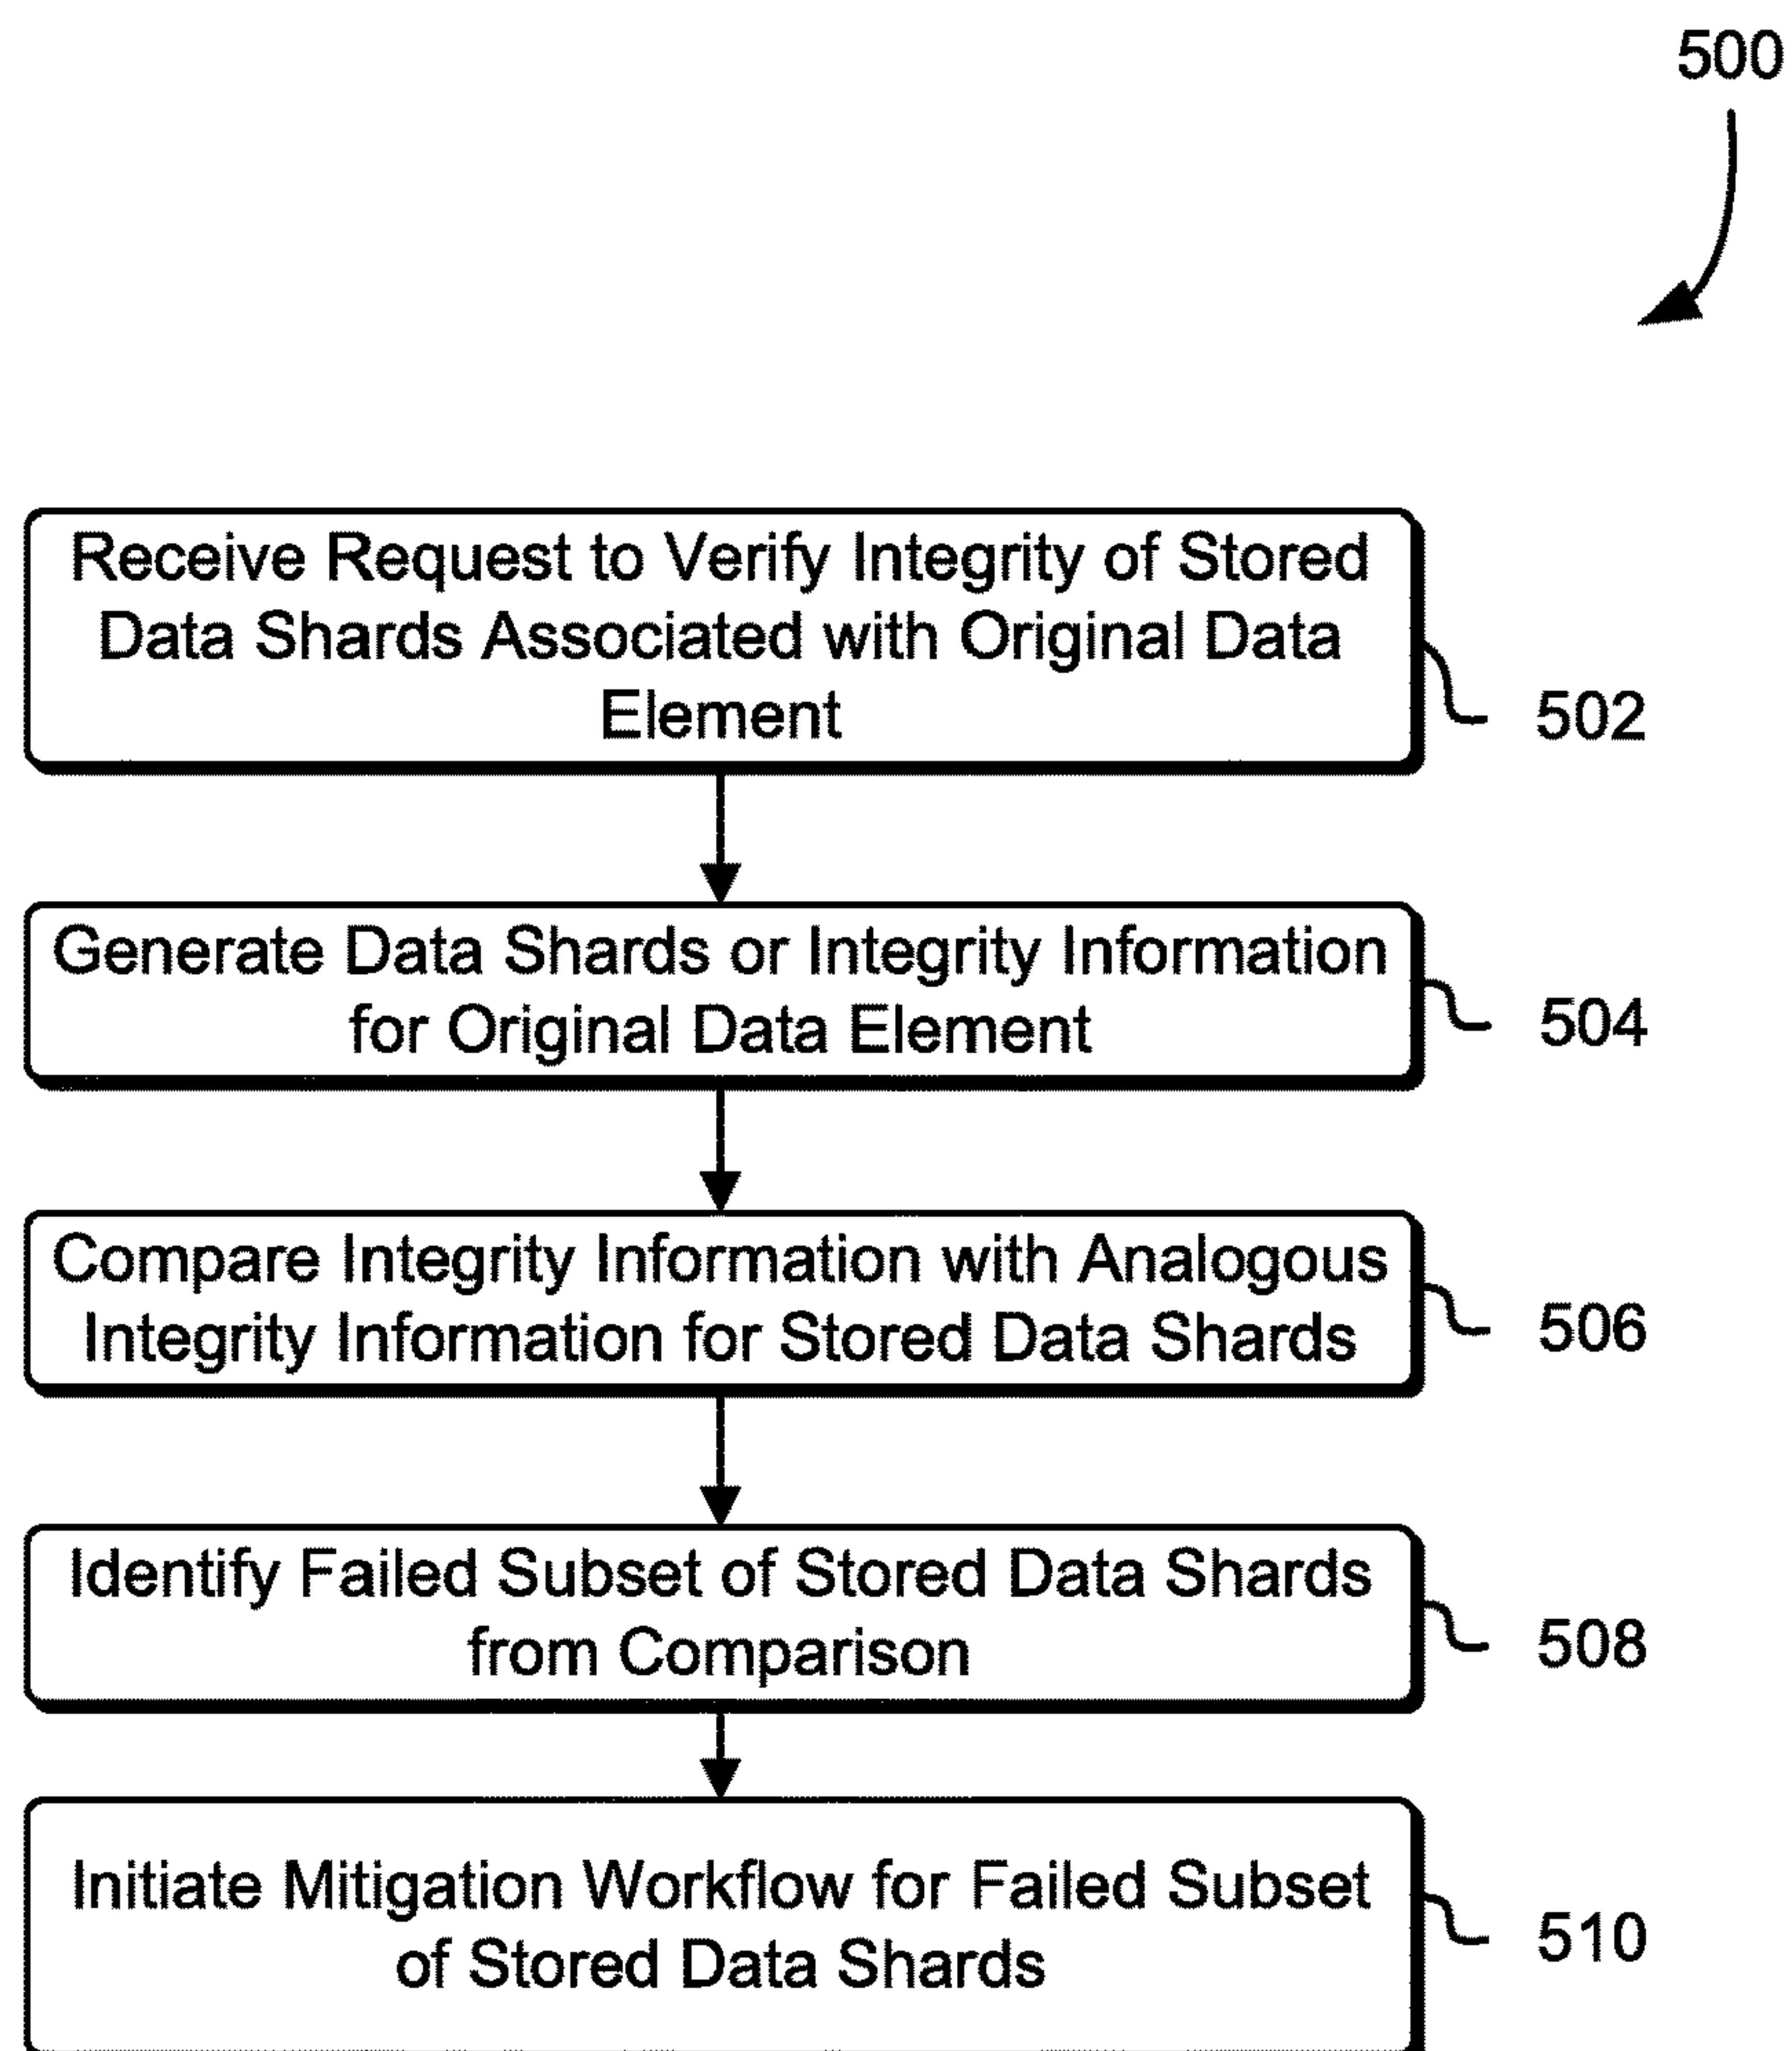 500
Receive Request to Verify Integrity of Stored
Data Shards Associated with Original Data
Element
502
Generate Data Shards or Integrity Information
for Original Data Element
504
Compare Integrity Information with Analogous
Integrity Information for Stored Data Shards
506
Identify Failed Subset of Stored Data Shards
from Comparison
508
Initiate Mitigation Workflow for Failed Subset
of Stored Data Shards
510